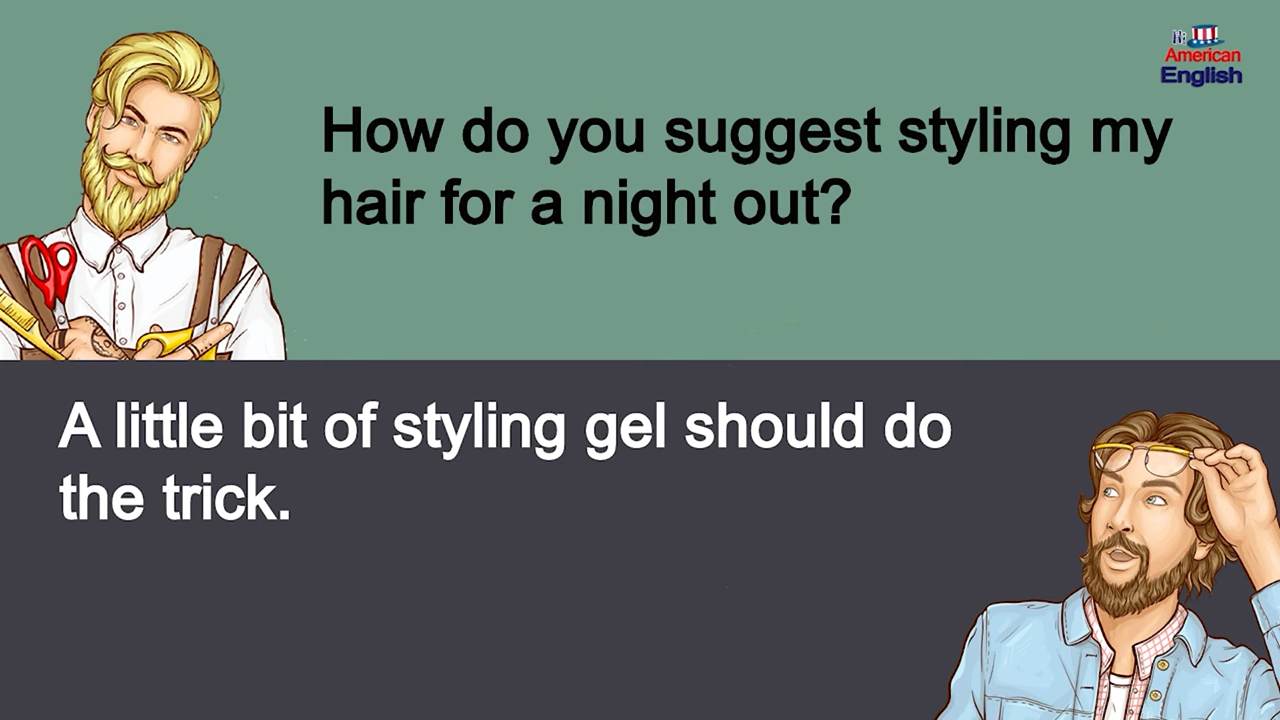 American
English
How do you suggest styling my
hair for a night out?
A little bit of styling gel should do
the trick.